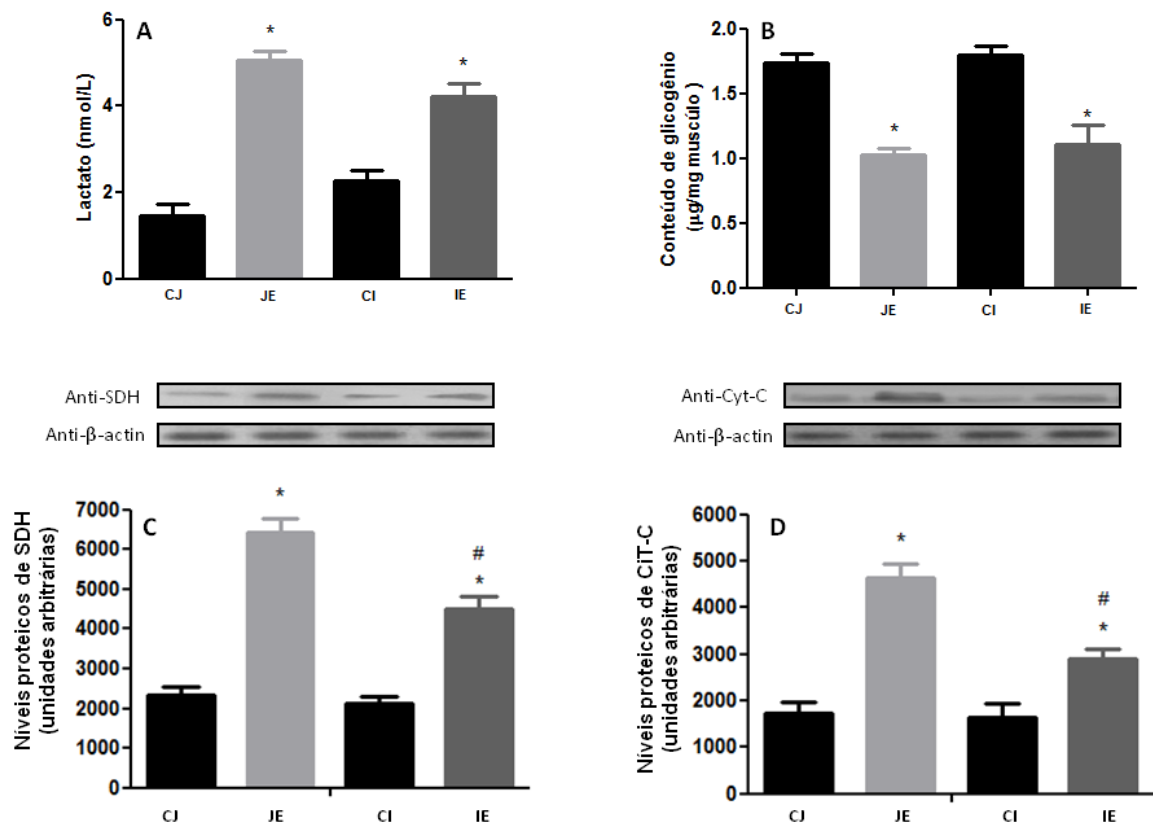 A
Lactato (nmol/L)
6
4
2
0
*
*
CJ JE CI IE
B
Conteúdo de glicogênio
(µg/mg muscúlo )
2.0
1.5
1.0
0.5
0.0
*
*
CJ JE CI IE
Anti-SDH
Anti-β-actin
Anti-Cyt-C
Anti-β-actin
C
Níveis proteicos de SDH
(unidades arbitrárias)
7000
6000
5000
4000
3000
2000
1000
0
*
#
*
CJ JE CI IE
D
Níveis proteicos de CiT-C
(unidades arbitrárias)
6000
5000
4000
3000
2000
1000
0
*
#
*
CJ JE CI IE